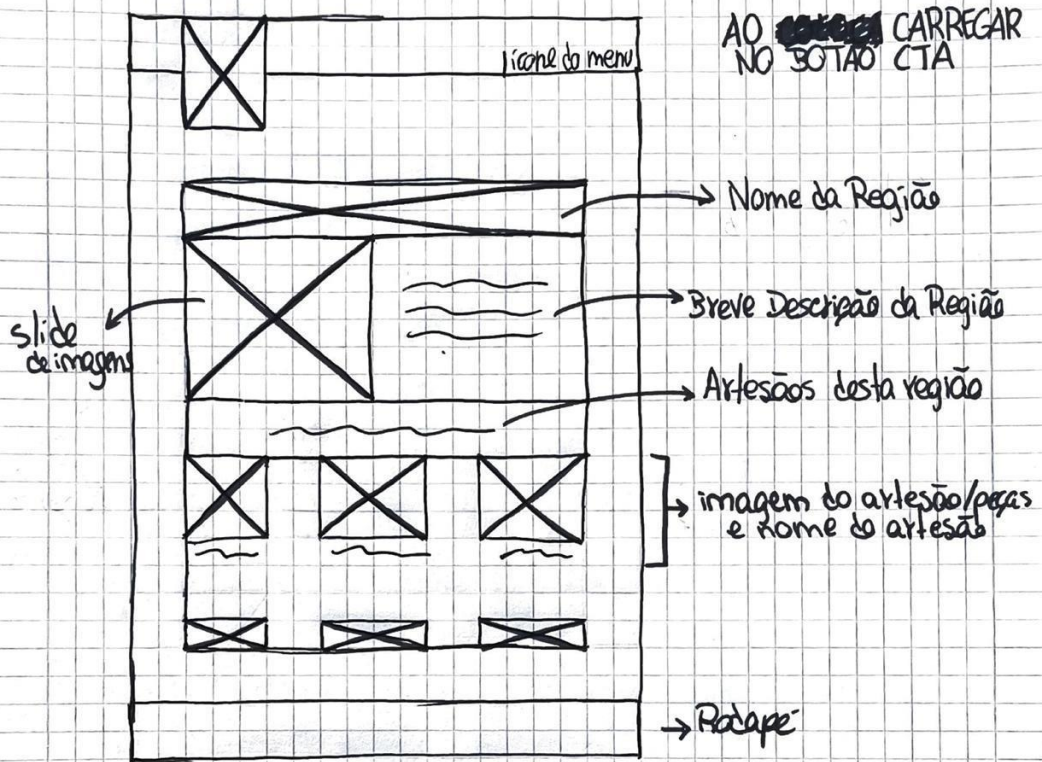 AO CARREGAR
NO BOTÃO CTA
icone do menu
Nome da Região
slide
de imagens
Breve Descrição da Região
Artesãos desta região
imagem do artesão/peças
e nome do artesão
Rodapé